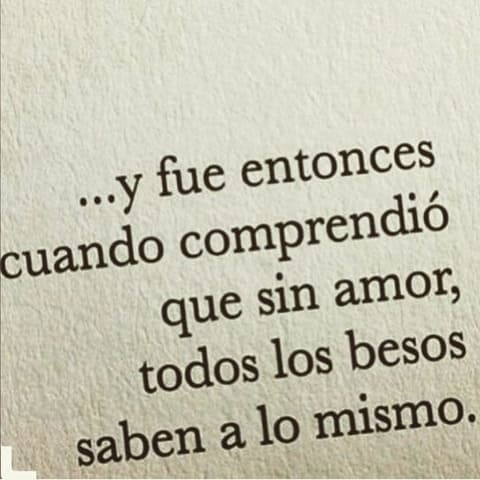 ...y fue entonces
cuando comprendió
que sin amor,
todos los besos
saben a lo mismo.